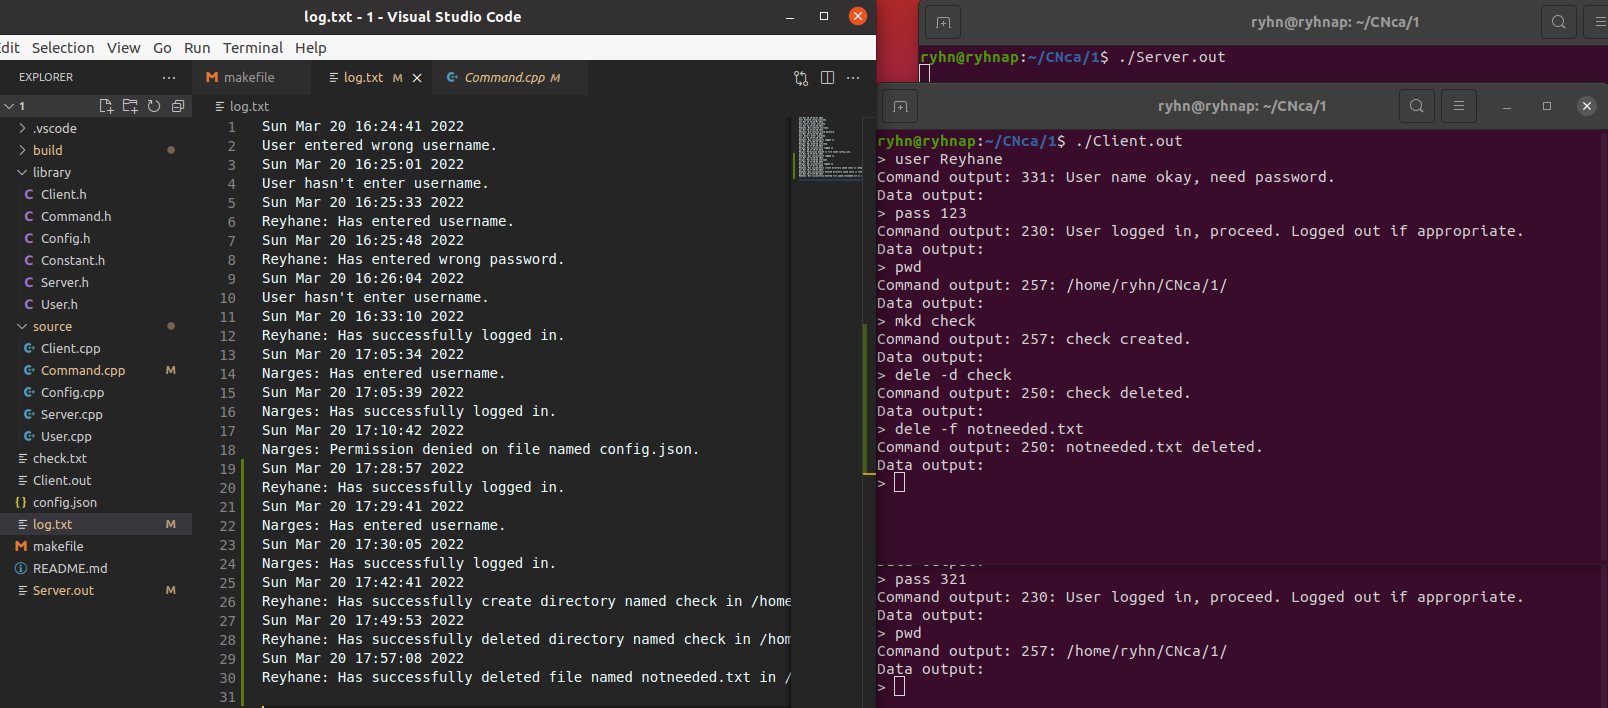 log.txt - 1 - Visual Studio Code
dit Selection View Go Run Terminal Help
EXPLORER
1
.vscode
build
library
Client.h
Command.h
Config.h
Constant.h
Server.h
User.h
source
Client.cpp
Command.cpp M
Config.cpp
Server.cpp
User.cpp
check.txt
Client.out
config.json
log.txt M
makefile
README.md
Server.out M
makefile log.txt M Command.cpp M
log.txt
1 Sun Mar 20 16:24:41 2022
2 User entered wrong username.
3 Sun Mar 20 16:25:01 2022
4 User hasn't enter username.
5 Sun Mar 20 16:25:33 2022
6 Reyhane: Has entered username.
7 Sun Mar 20 16:25:48 2022
8 Reyhane: Has entered wrong password.
9 Sun Mar 20 16:26:04 2022
10 User hasn't enter username.
11 Sun Mar 20 16:33:10 2022
12 Reyhane: Has successfully logged in.
13 Sun Mar 20 17:05:34 2022
14 Narges: Has entered username.
15 Sun Mar 20 17:05:39 2022
16 Narges: Has successfully logged in.
17 Sun Mar 20 17:10:42 2022
18 Narges: Permission denied on file named config.json.
19 Sun Mar 20 17:28:57 2022
20 Reyhane: Has successfully logged in.
21 Sun Mar 20 17:29:41 2022
22 Narges: Has entered username.
23 Sun Mar 20 17:30:05 2022
24 Narges: Has successfully logged in.
25 Sun Mar 20 17:42:41 2022
26 Reyhane: Has successfully create directory named check in /home
27 Sun Mar 20 17:49:53 2022
28 Reyhane: Has successfully deleted directory named check in /hom
29 Sun Mar 20 17:57:08 2022
30 Reyhane: Has successfully deleted file named notneeded.txt in /
31
ryhn@ryhnap: ~/CNca/1
ryhn@ryhnap:~/CNca/1$ ./Server.out
ryhn@ryhnap: ~/CNca/1
ryhn@ryhnap:~/CNca/1$ ./Client.out
> user Reyhane
Command output: 331: User name okay, need password.
Data output:
> pass 123
Command output: 230: User logged in, proceed. Logged out if appropriate.
Data output:
> pwd
Command output: 257: /home/ryhn/CNca/1/
Data output:
> mkd check
Command output: 257: check created.
Data output:
> dele -d check
Command output: 250: check deleted.
Data output:
> dele -f notneeded.txt
Command output: 250: notneeded.txt deleted.
Data output:
>
> pass 321
Command output: 230: User logged in, proceed. Logged out if appropriate.
Data output:
> pwd
Command output: 257: /home/ryhn/CNca/1/
Data output:
>